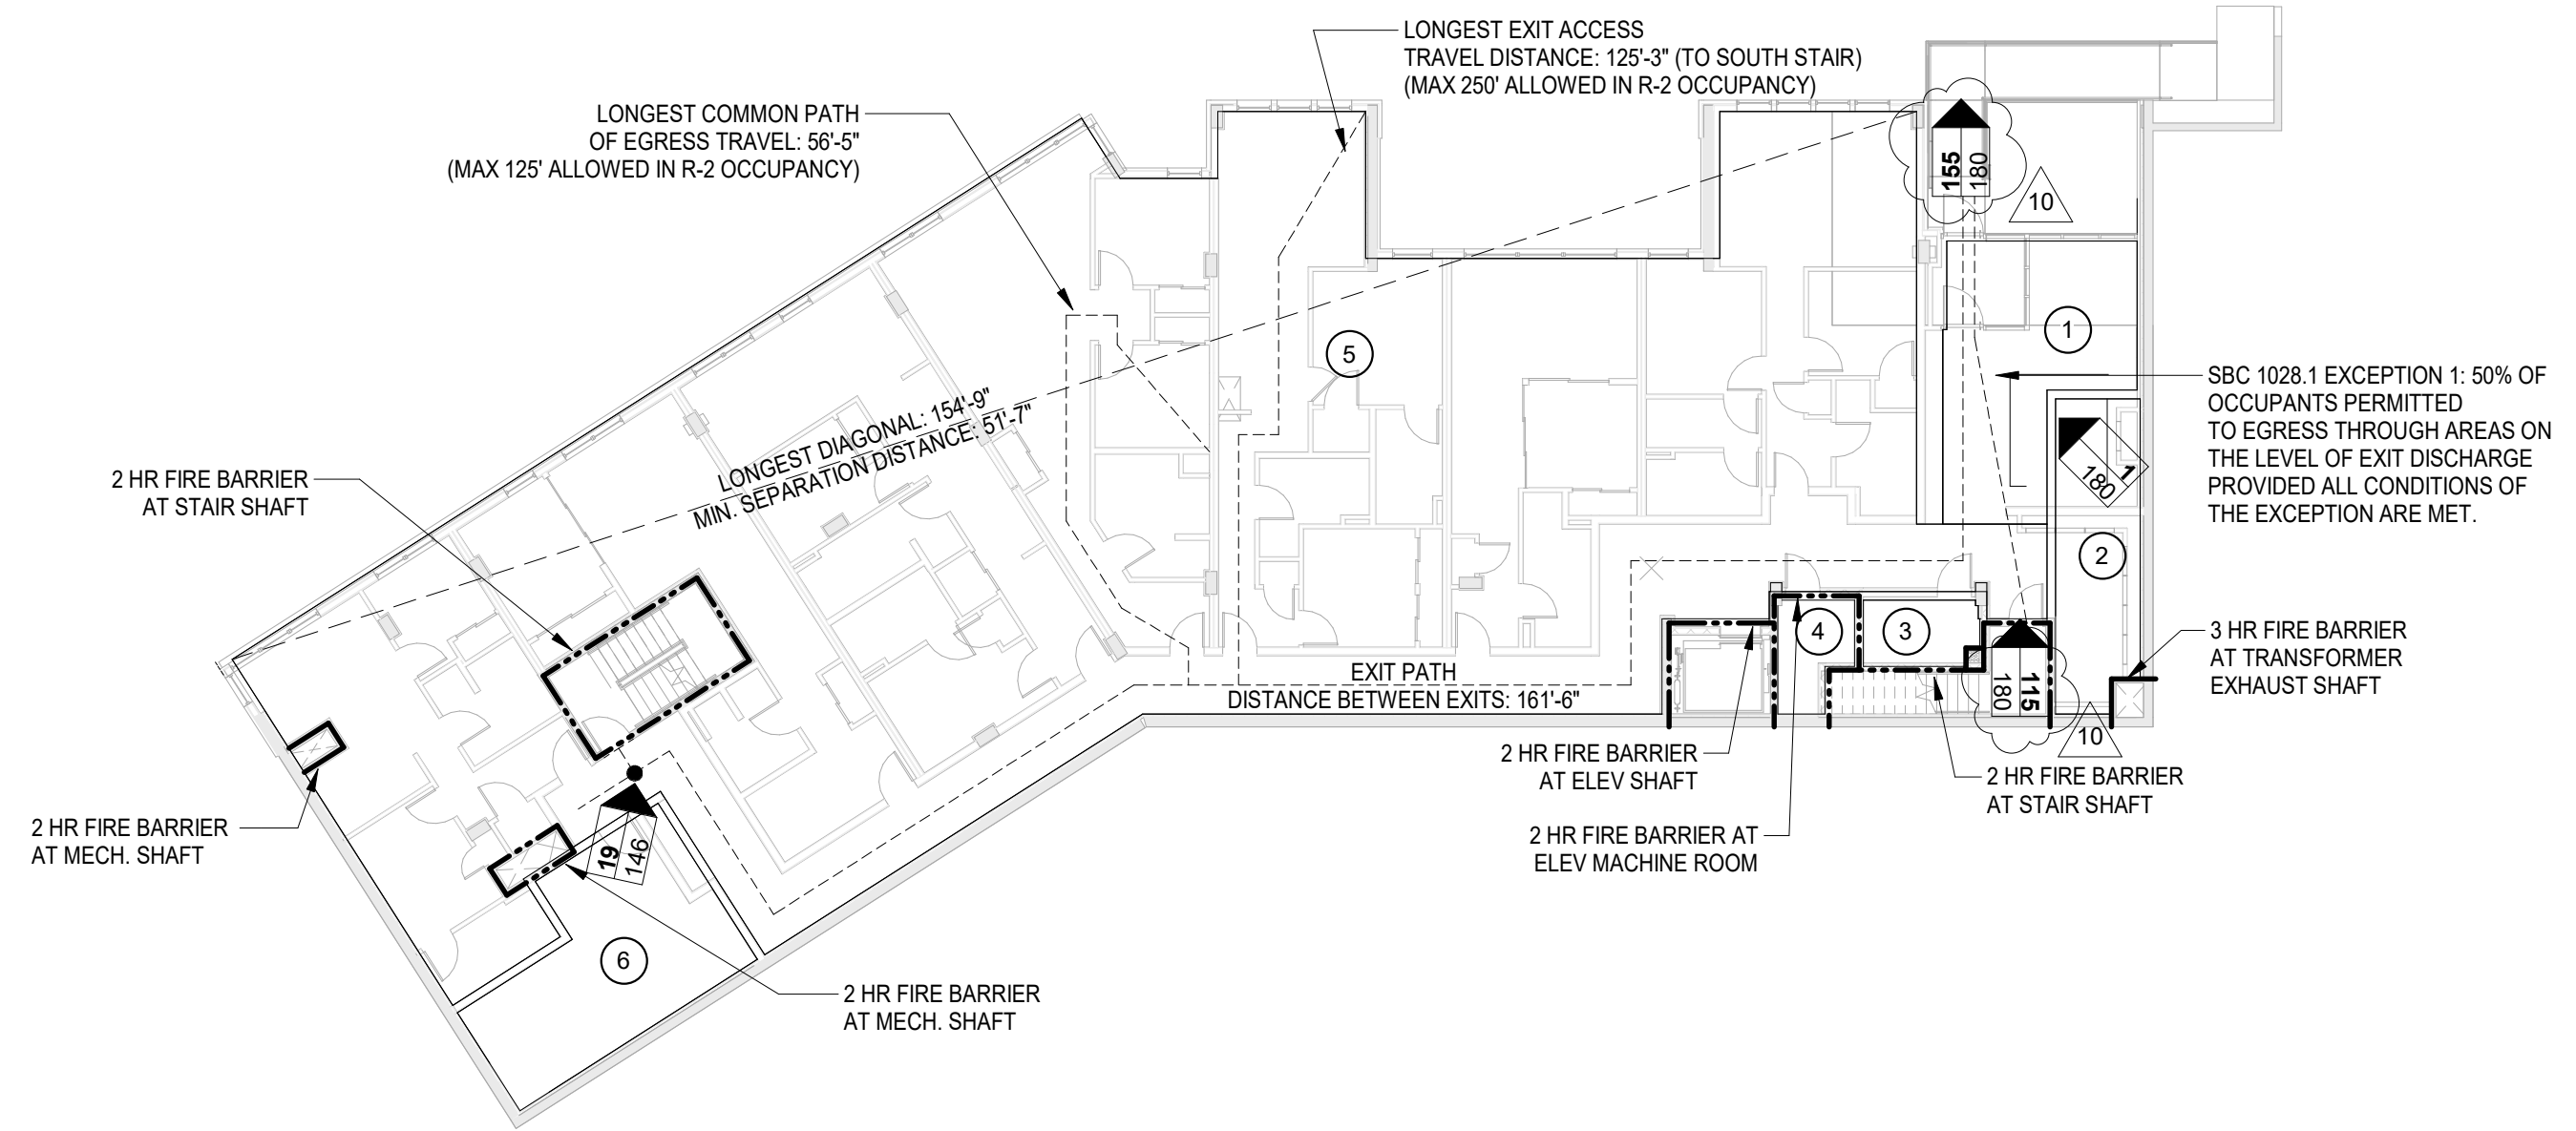 LONGEST EXIT ACCESS
TRAVEL DISTANCE: 125'-3" (TO SOUTH STAIR)
(MAX 250' ALLOWED IN R-2 OCCUPANCY)
LONGEST COMMON PATH
OF EGRESS TRAVEL: 56'-5"
(MAX 125' ALLOWED IN R-2 OCCUPANCY)
155
180
10
1
5
SBC 1028.1 EXCEPTION 1: 50% OF
OCCUPANTS PERMITTED
TO EGRESS THROUGH AREAS ON
THE LEVEL OF EXIT DISCHARGE
PROVIDED ALL CONDITIONS OF
THE EXCEPTION ARE MET.
LONGEST DIAGONAL: 154'-9"
MIN. SEPARATION DISTANCE: 51'-7"
1
180
2 HR FIRE BARRIER
AT STAIR SHAFT
2
4
3
3 HR FIRE BARRIER
AT TRANSFORMER
EXHAUST SHAFT
EXIT PATH
DISTANCE BETWEEN EXITS: 161'-6"
115
180
10
2 HR FIRE BARRIER
AT ELEV SHAFT
2 HR FIRE BARRIER
AT STAIR SHAFT
2 HR FIRE BARRIER
AT MECH. SHAFT
19
146
2 HR FIRE BARRIER AT
ELEV MACHINE ROOM
6
2 HR FIRE BARRIER
AT MECH. SHAFT